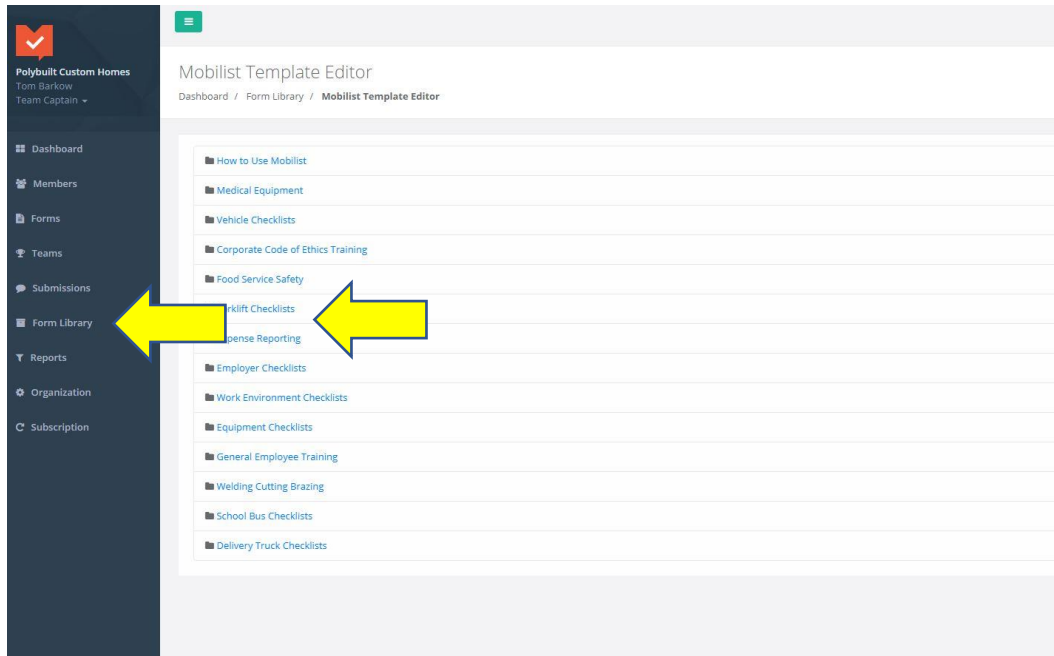 Polybuilt Custom Homes
Tom Barkow
Team Captain
Dashboard
Members
Forms
Teams
Submissions
Form Library
Reports
Organization
Subscription
Mobilist Template Editor
Dashboard / Form Library / Mobilist Template Editor
How to Use Mobilist
Medical Equipment
Vehicle Checklists
Corporate Code of Ethics Training
Food Service Safety
rklift Checklists
pense Reporting
Employer Checklists
Work Environment Checklists
Equipment Checklists
General Employee Training
Welding Cutting Brazing
School Bus Checklists
Delivery Truck Checklists